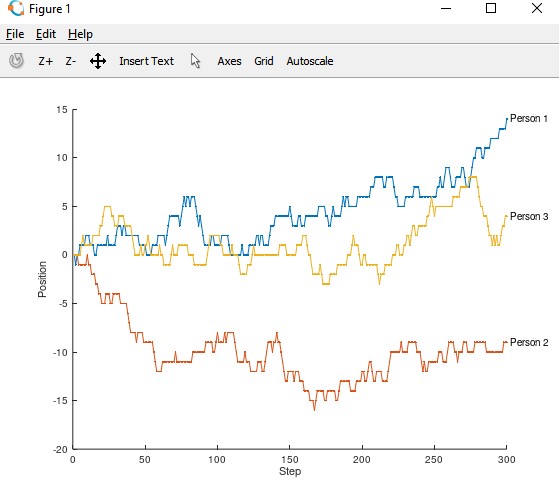 Figure 1
File Edit Help
Z+ Z- Insert Text Axes Grid Autoscale
15
10
5
0
-5
-10
-15
-20
Position
Person 1
Person 3
Person 2
0 50 100 150 200 250 300
Step